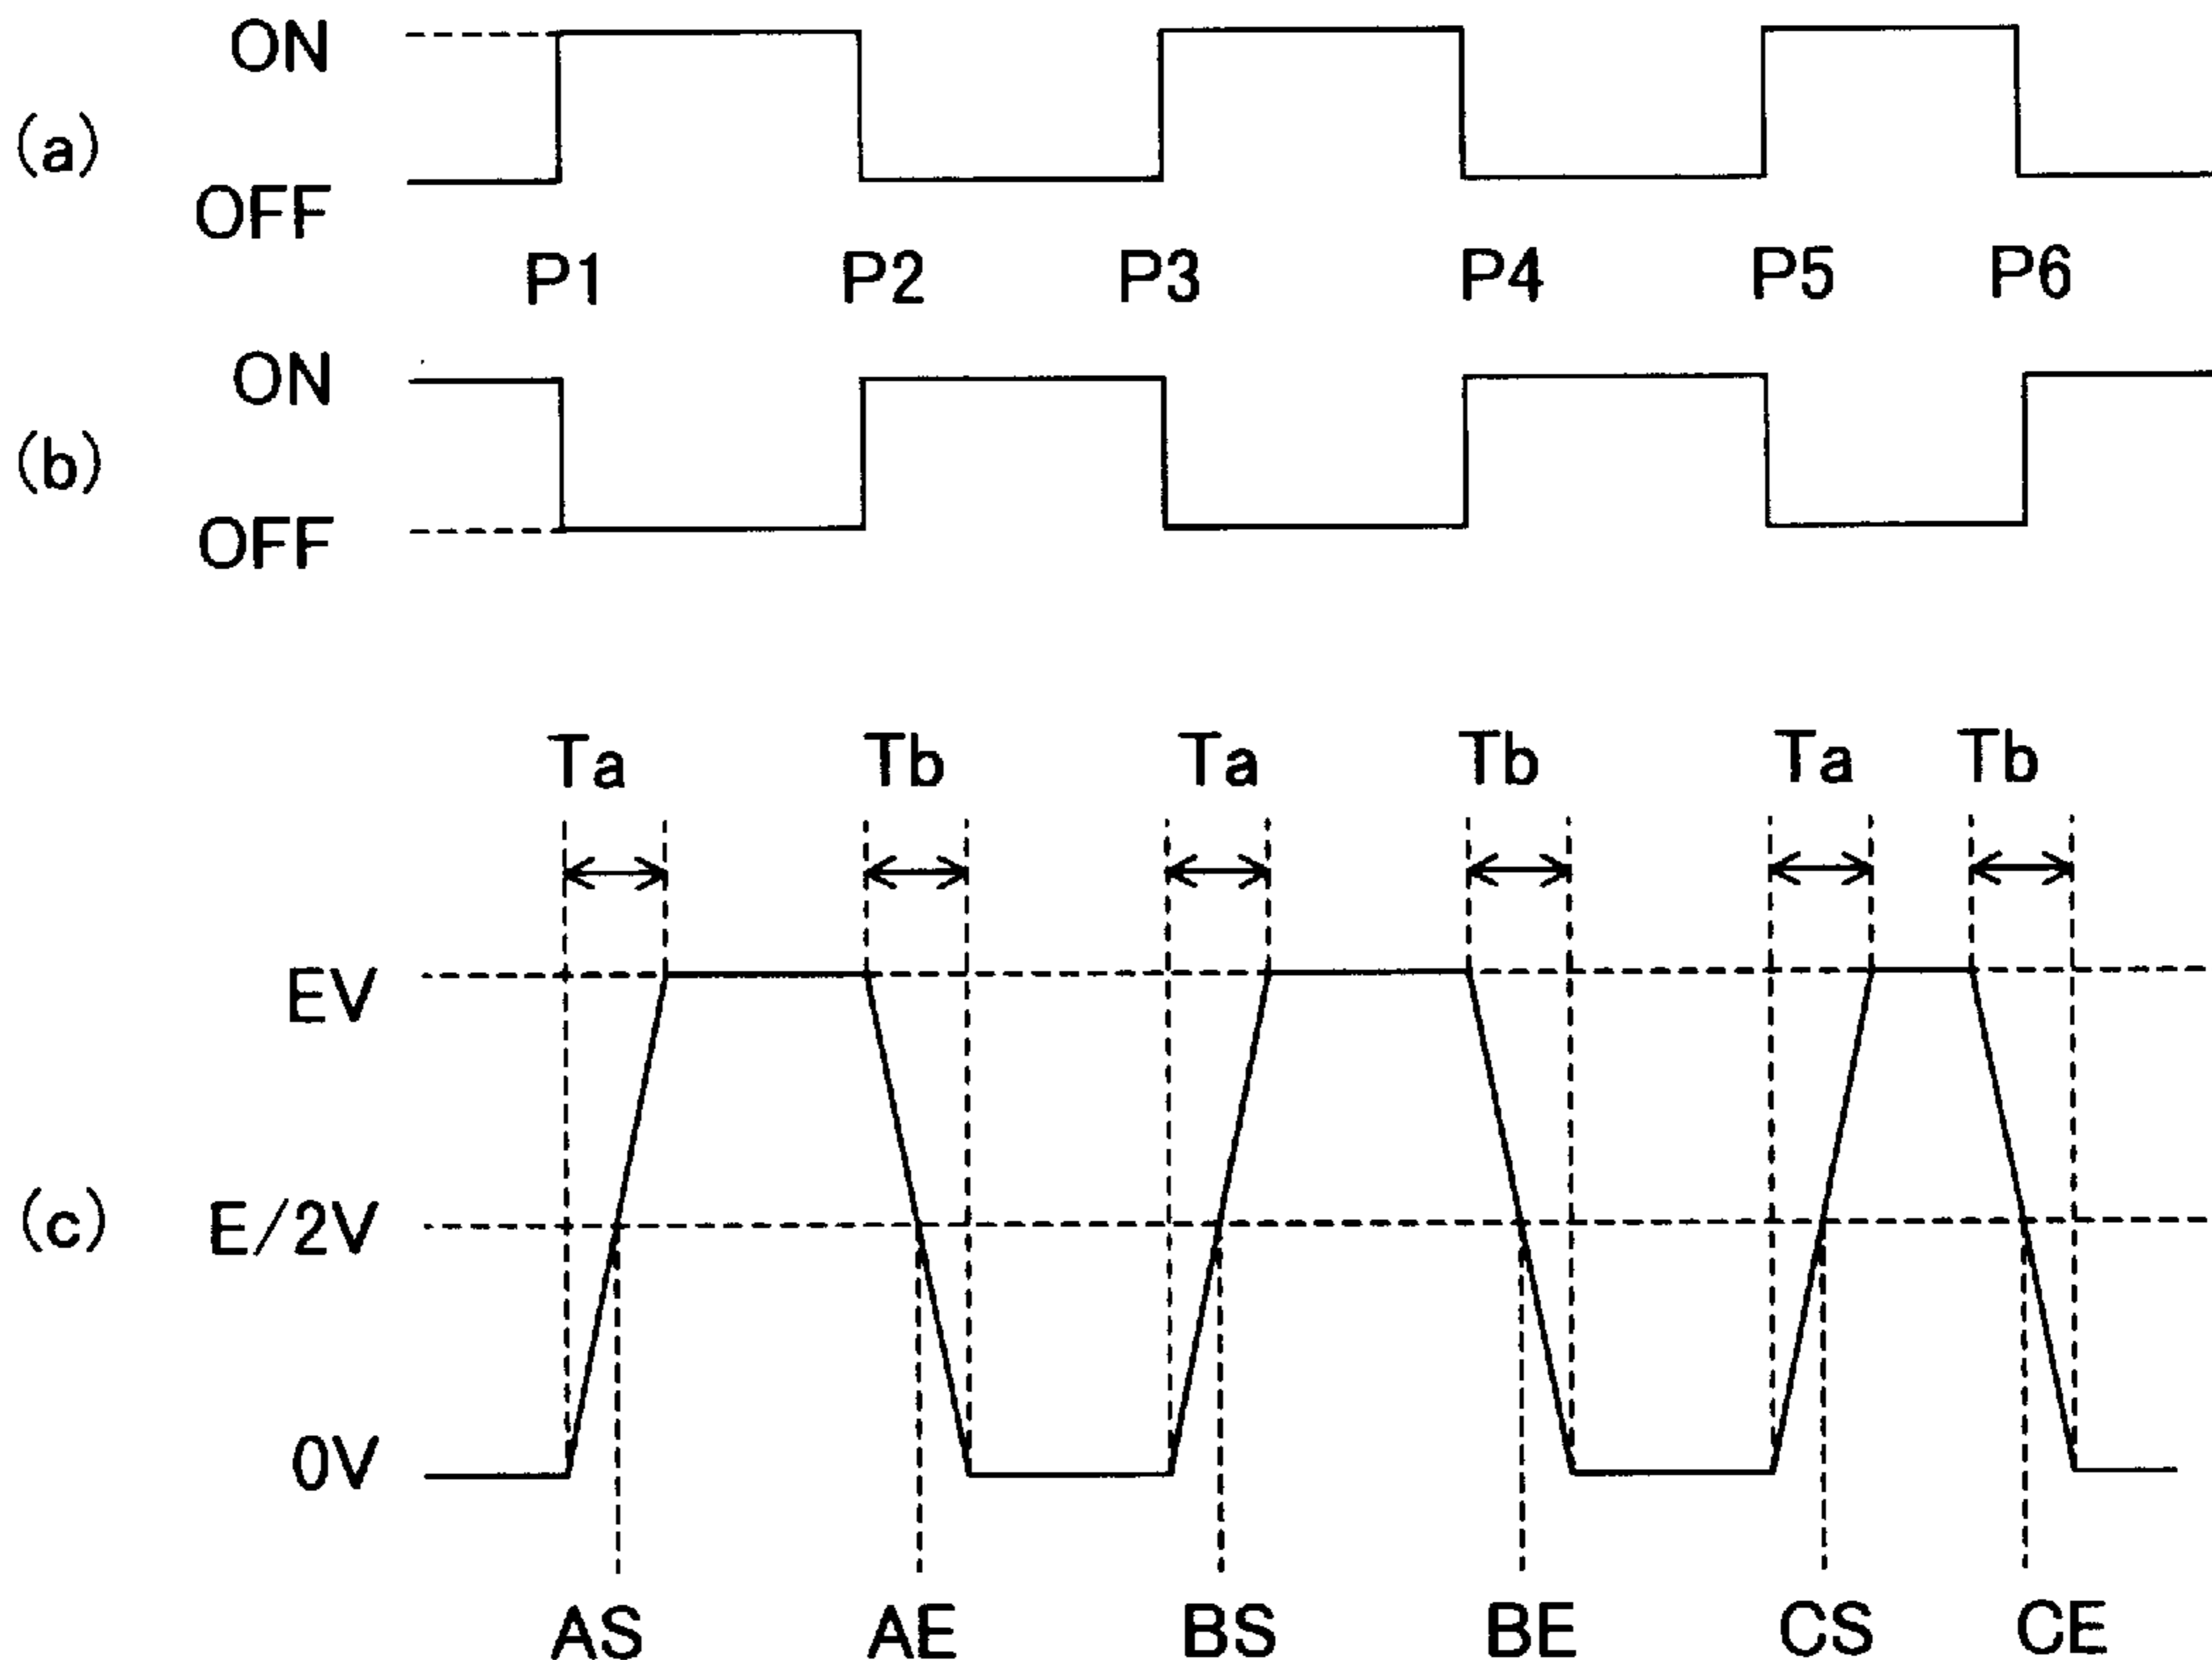 ON
(a)
OFF
P1 P2 P3 P4 P5 P6
ON
(b)
OFF
Ta Tb Ta Tb Ta Tb
EV
(c) E/2V
0V
AS AE BS BE CS CE